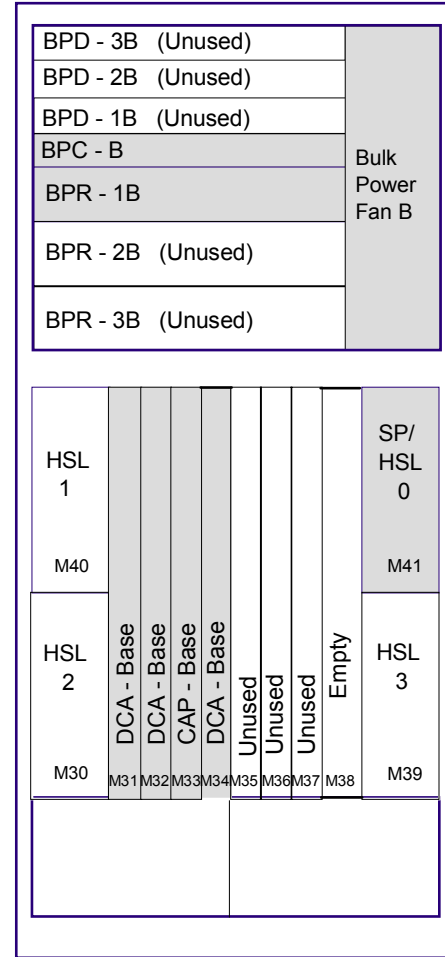 BPD - 3B (Unused)
BPD - 2B (Unused)
BPD - 1B (Unused)
BPC - B
BPR - 1B
BPR - 2B (Unused)
BPR - 3B (Unused)
Bulk
Power
Fan B
HSL
1
M40
HSL
2
M30
DCA - Base
M31
DCA - Base
M32
CAP - Base
M33
DCA - Base
M34
Unused
M35
Unused
M36
Unused
M37
Empty
M38
SP/
HSL
0
M41
HSL
3
M39